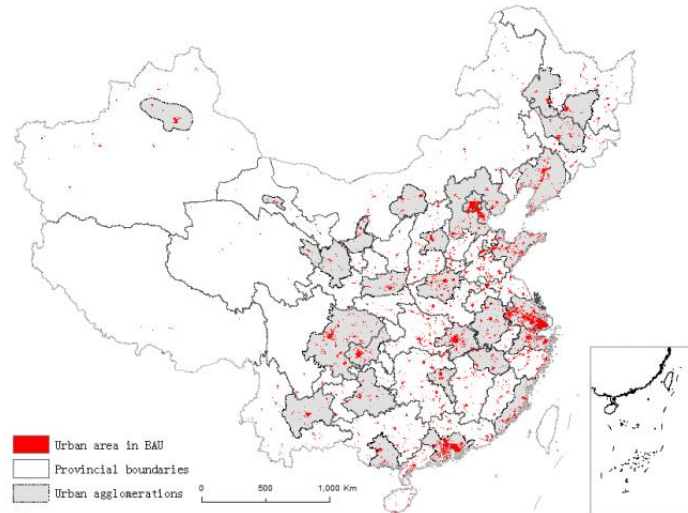 Urban area in BAU
Provincial boundaries
Urban agglomerations
0 500 1,000 Km